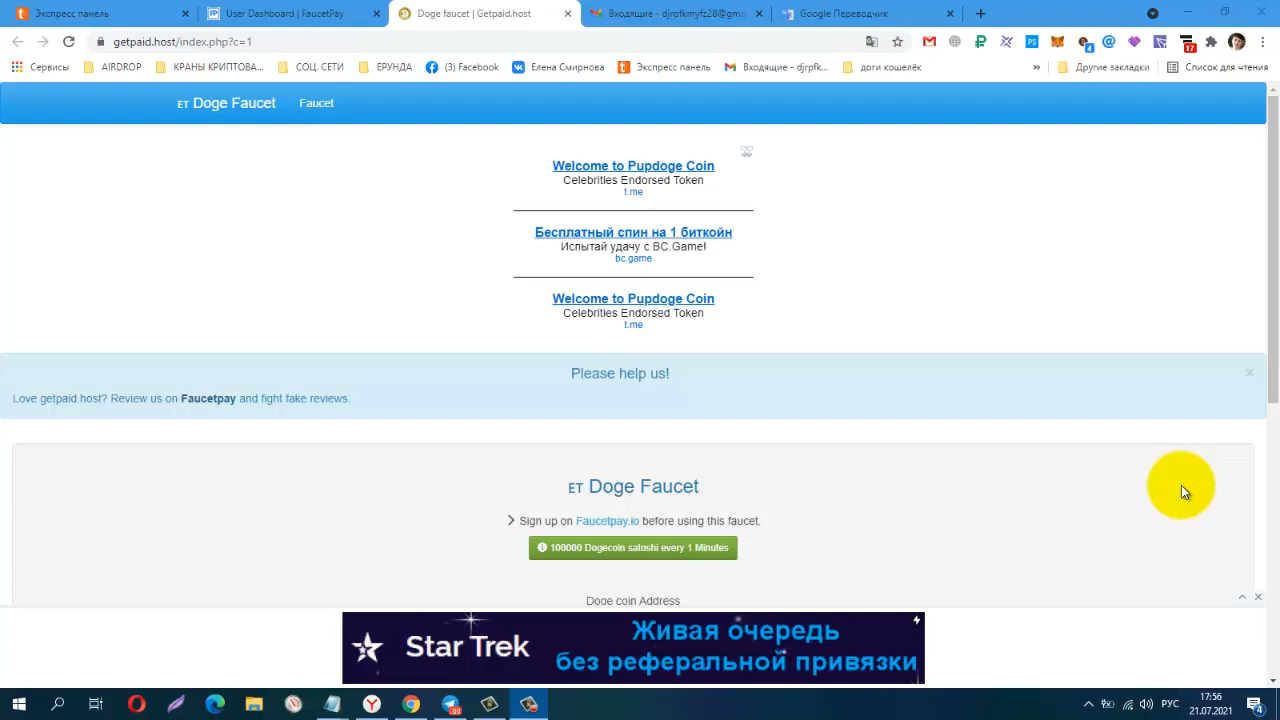 Экспресс панель
User Dashboard | FaucetPay
Doge faucet | Getpaid.host
Входящие - djrpfkmyfz28@gma
Google Переводчик
getpaid.host/index.php?c=1
Сервисы
AIRDROP
КРАНЫ КРИПТОВА...
СОЦ. СЕТИ
ЕРУНДА
(3) Facebook
Елена Смирнова
Экспресс панель
Входящие - djrpfk...
доги кошелёк
»
Другие закладки
Список для чтения
ET Doge Faucet
Faucet
Welcome to Pupdoge Coin
Celebrities Endorsed Token
t.me
Бесплатный спин на 1 биткойн
Испытай удачу с BC.Game!
bc.game
Welcome to Pupdoge Coin
Celebrities Endorsed Token
t.me
Please help us!
Love getpaid.host? Review us on Faucetpay and fight fake reviews.
ET Doge Faucet
Sign up on Faucetpay.io before using this faucet.
100000 Dogecoin satoshi every 1 Minutes
Doge coin Address
Star Trek
Живая очередь
без реферальной привязки
РУС
17:56
21.07.2021